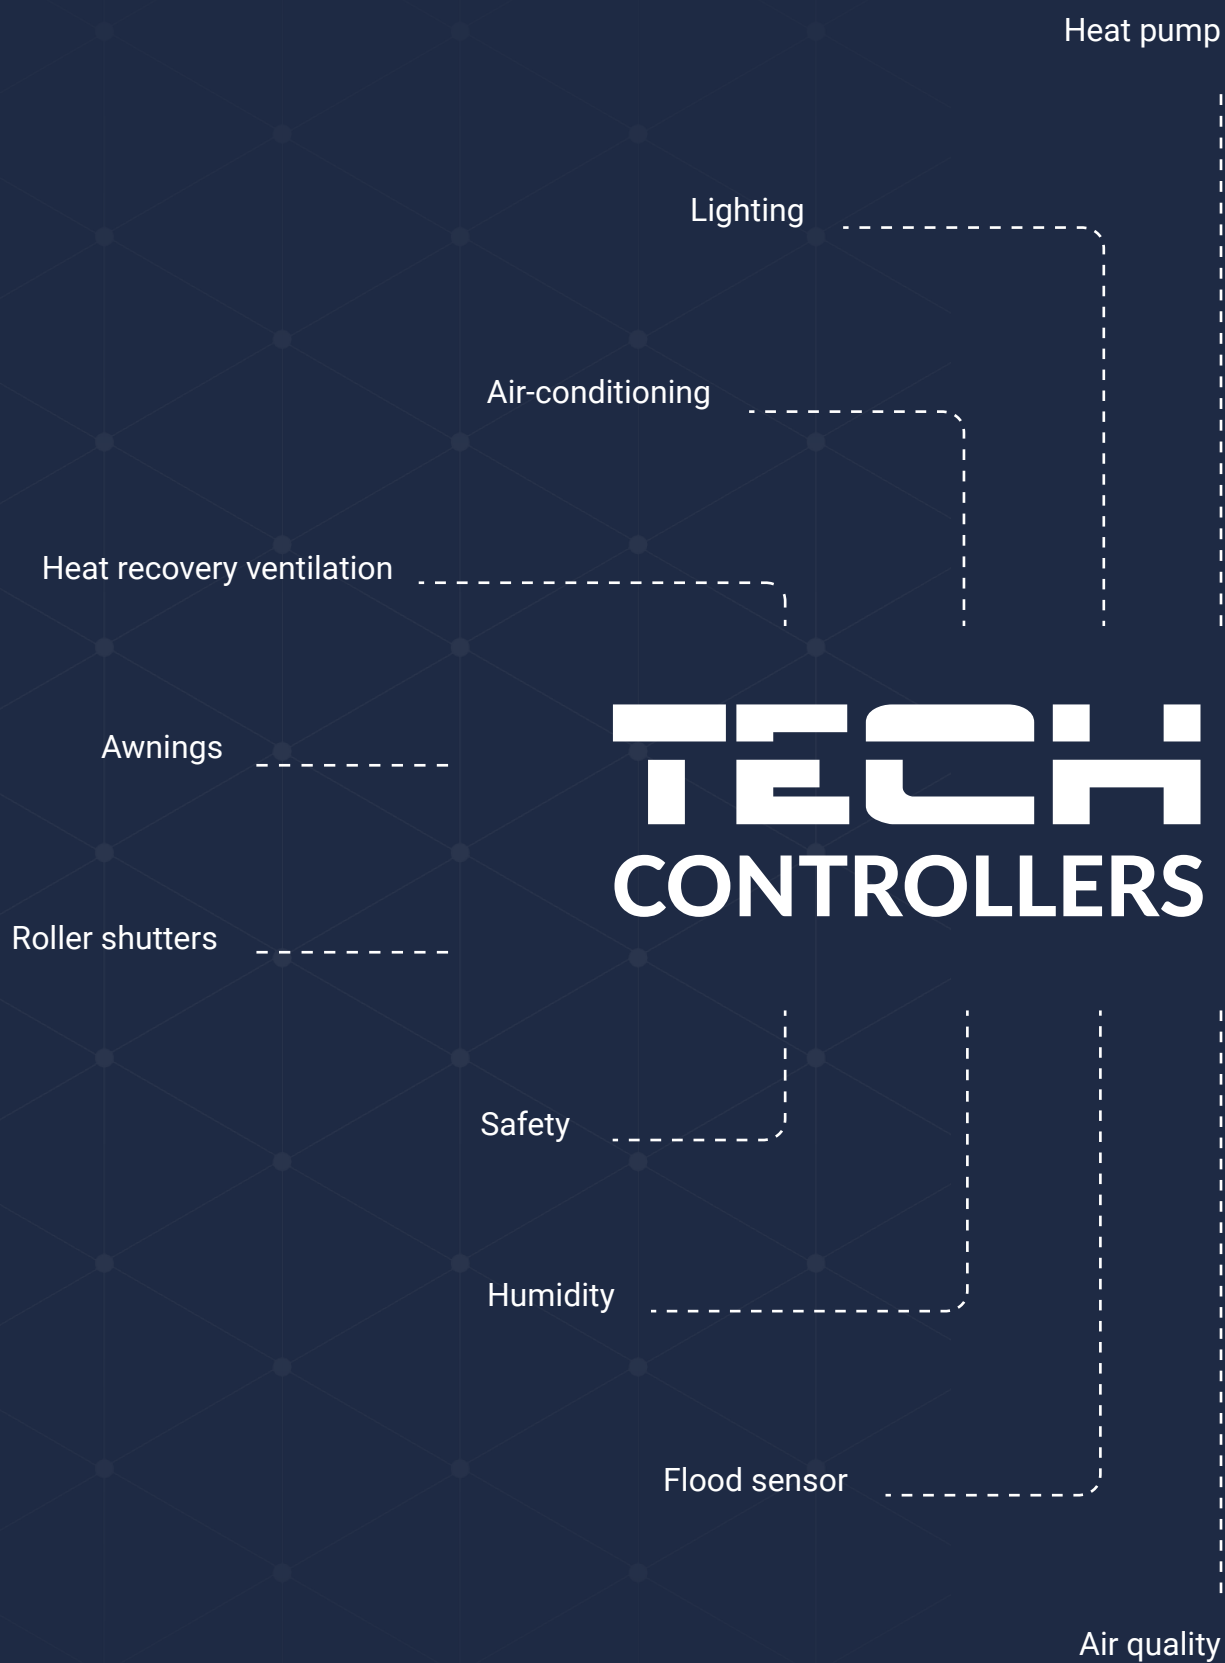 Heat pump
Lighting
Air-conditioning
Heat recovery ventilation
Awnings
TECH
CONTROLLERS
Roller shutters
Safety
Humidity
Flood sensor
Air quality